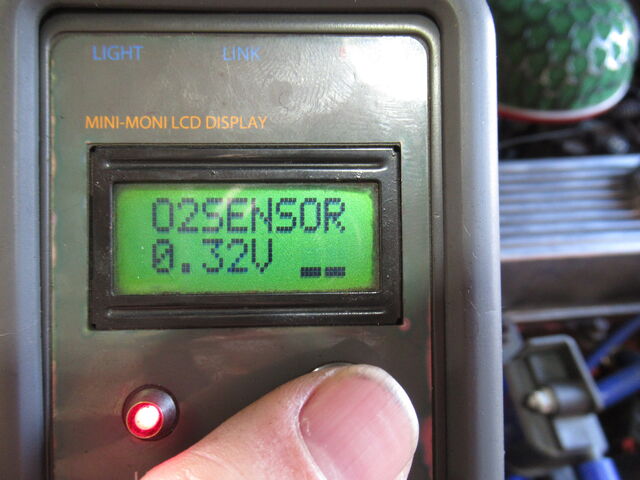 LIGHT LINK
MINI-MONI LCD DISPLAY
O2SENSOR
0.32V